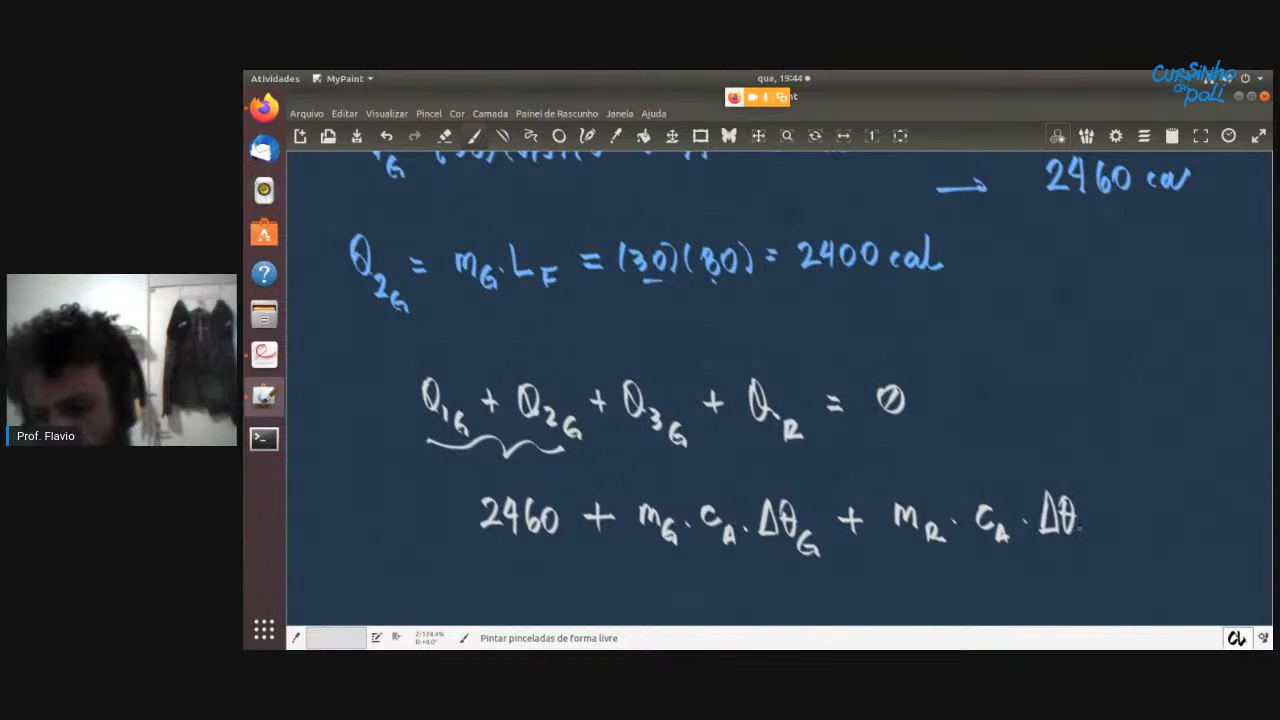 CURSINHO
da
poli
Atividades MyPaint qua, 19:44
nt
Arquivo Editar Visualizar Pincel Cor Camada Painel de Rascunho Janela Ajuda
→ 2460 cal
Q2G = mG.LF = (30)(80) = 2400 cal
Q1G + Q2G + Q3G + QR = 0
2460 + mG . cA . ΔθG + mR . cA . Δθ
Prof. Flavio
Pintar pinceladas de forma livre